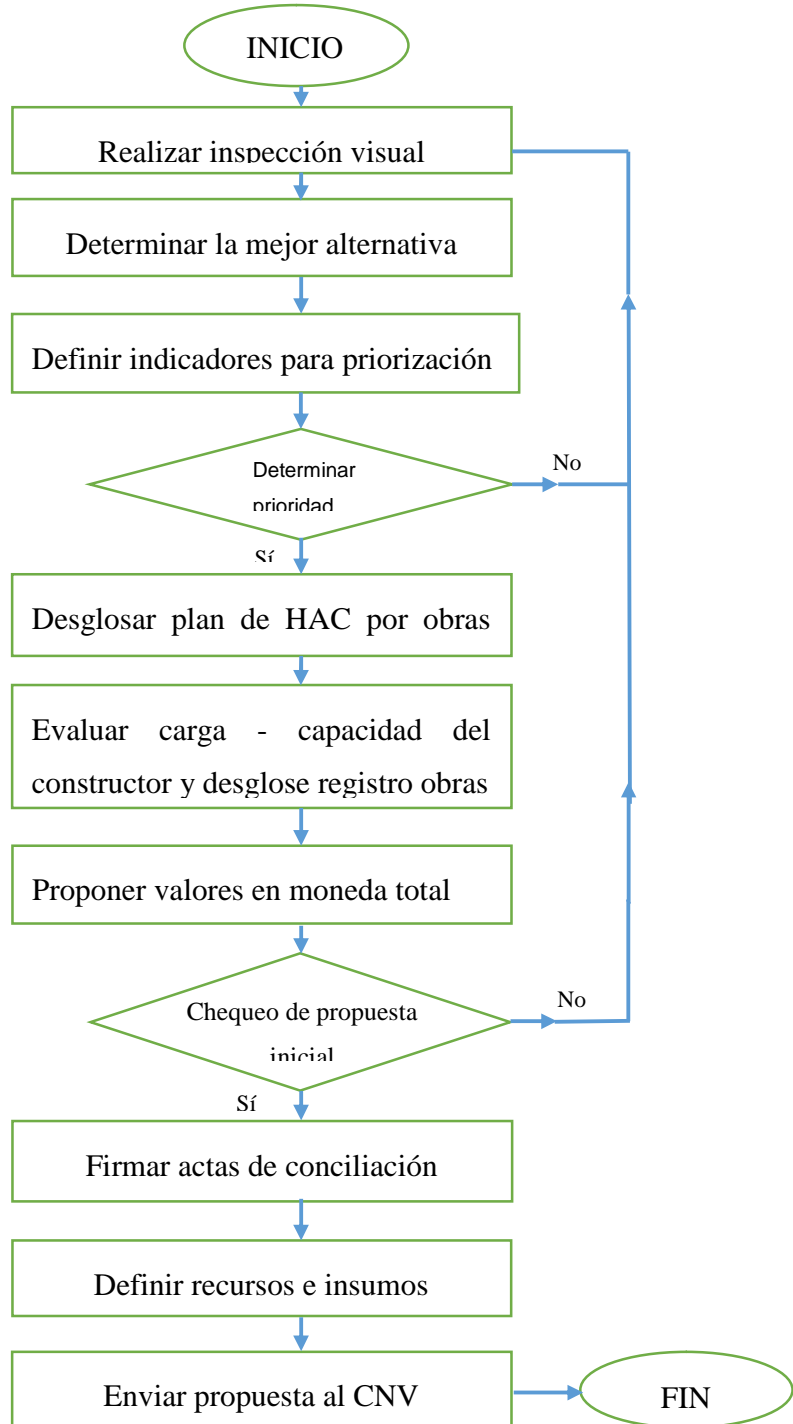 INICIO
Realizar inspección visual
Determinar la mejor alternativa
Definir indicadores para priorización
Determinar
prioridad
No
Sí
Desglosar plan de HAC por obras
Evaluar carga - capacidad del
constructor y desglose registro obras
Proponer valores en moneda total
Chequeo de propuesta
inicial
No
Sí
Firmar actas de conciliación
Definir recursos e insumos
Enviar propuesta al CNV
FIN